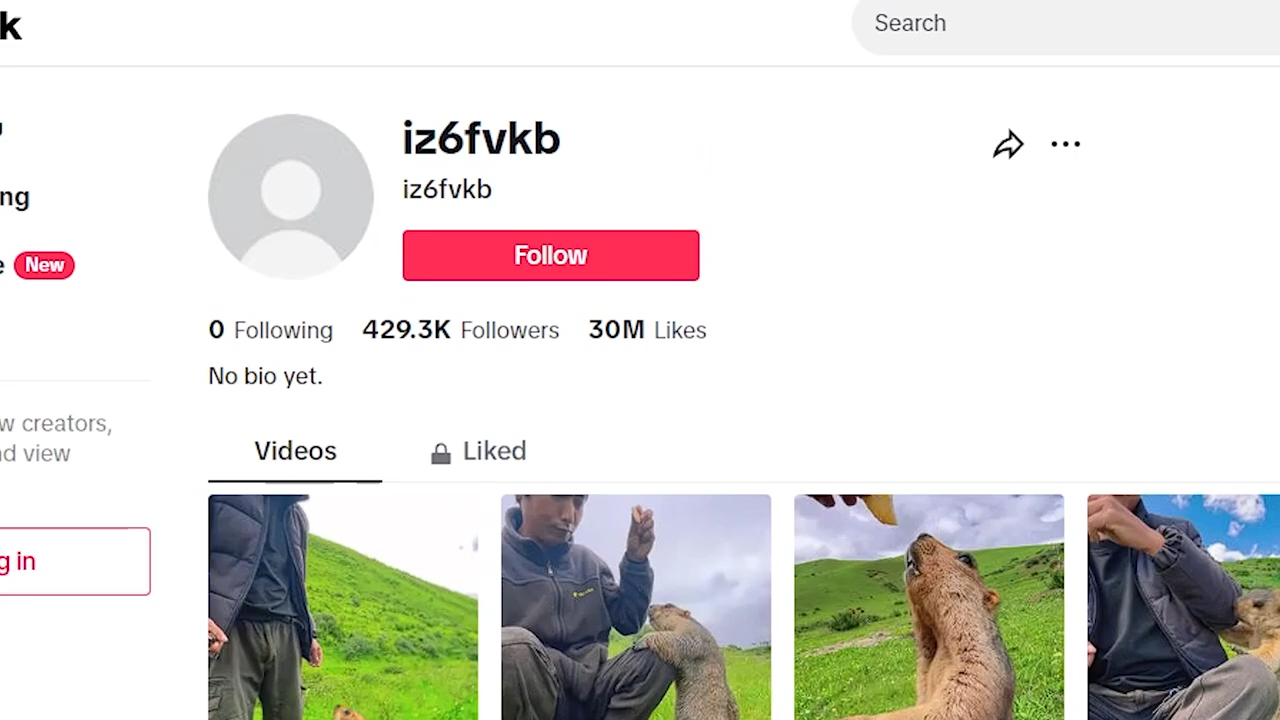 k
Search
iz6fvkb
iz6fvkb
ng
Follow
e New
0 Following 429.3K Followers 30M Likes
No bio yet.
w creators,
d view
Videos Liked
g in